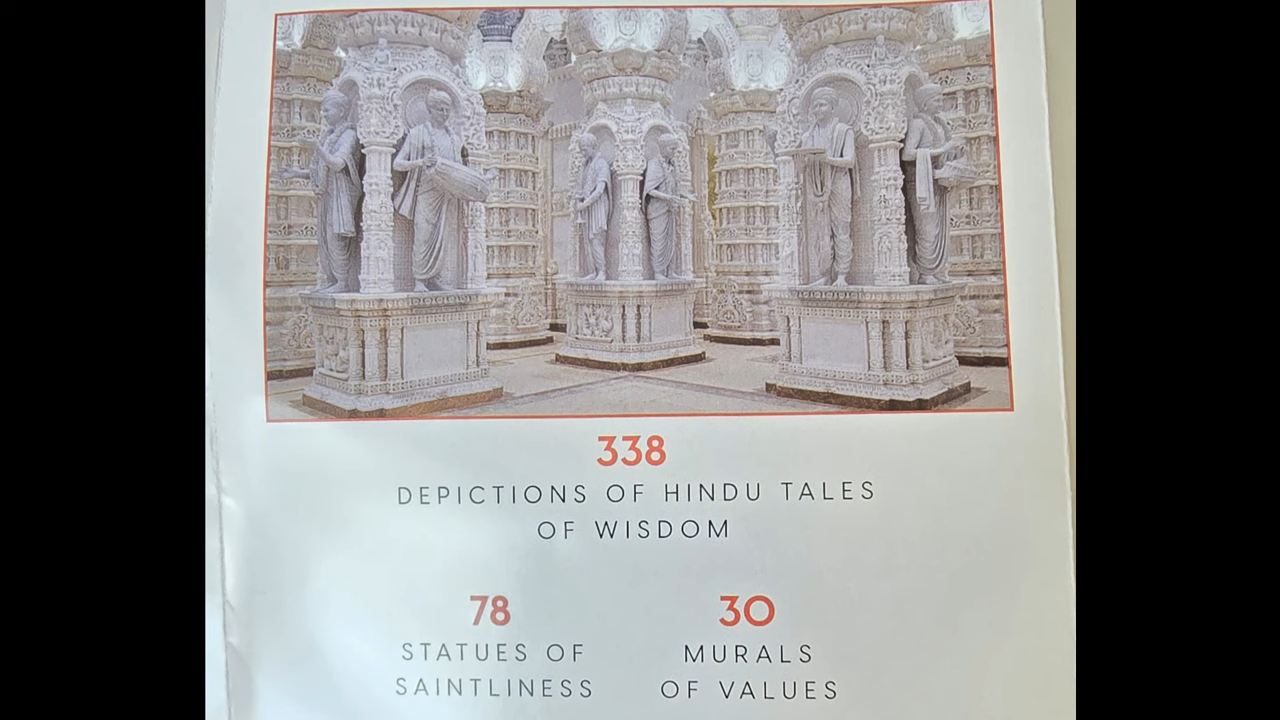 338
DEPICTIONS OF HINDU TALES
OF WISDOM
78
STATUES OF
SAINTLINESS
30
MURALS
OF VALUES